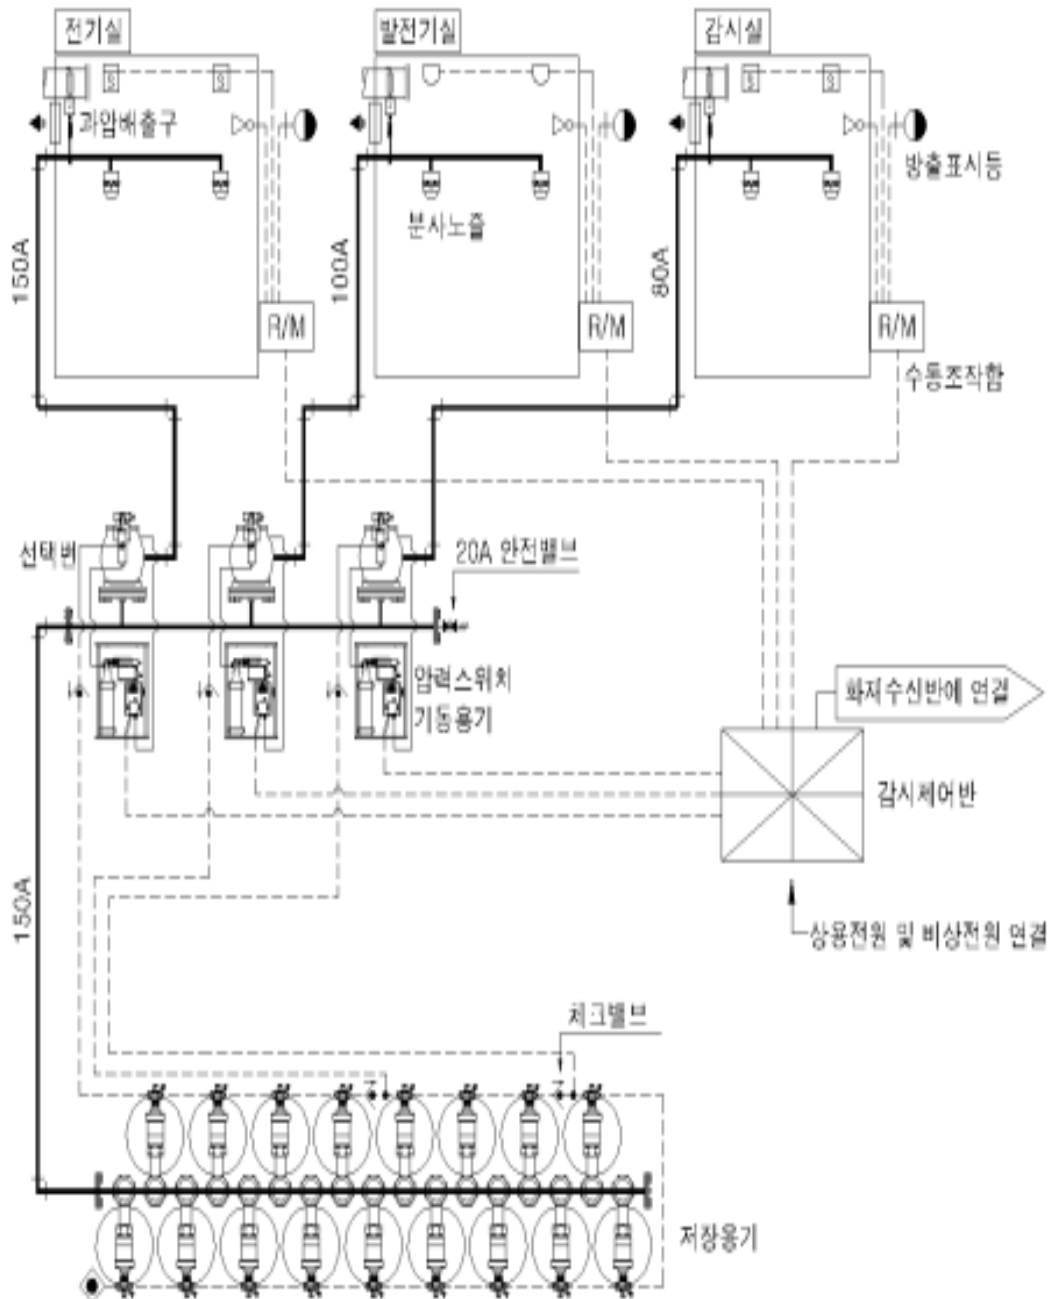 전기실
발전기실
감시실
S
S
S
S
과압배출구
방출표시등
분사노즐
150A
100A
80A
R/M
R/M
R/M
수동조작함
선택변
20A 안전밸브
압력스위치
기동용기
화재수신반에 연결
감시제어반
상용전원 및 비상전원 연결
150A
체크밸브
저장용기